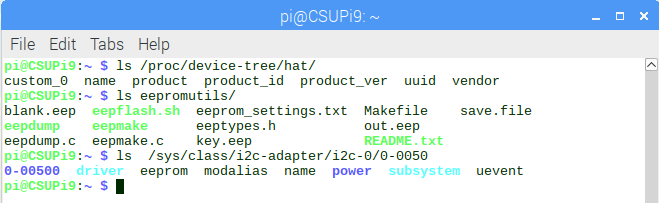 pi@CSUPi9: ~
File Edit Tabs Help
pi@CSUPi9:~ $ ls /proc/device-tree/hat/
custom_0 name product product_id product_ver uuid vendor
pi@CSUPi9:~ $ ls eepromutils/
blank.eep eepflash.sh eeprom_settings.txt Makefile save.file
eepdump eepmake eeptypes.h out.eep
eepdump.c eepmake.c key.eep README.txt
pi@CSUPi9:~ $ ls /sys/class/i2c-adapter/i2c-0/0-0050
0-00500 driver eeprom modalias name power subsystem uevent
pi@CSUPi9:~ $